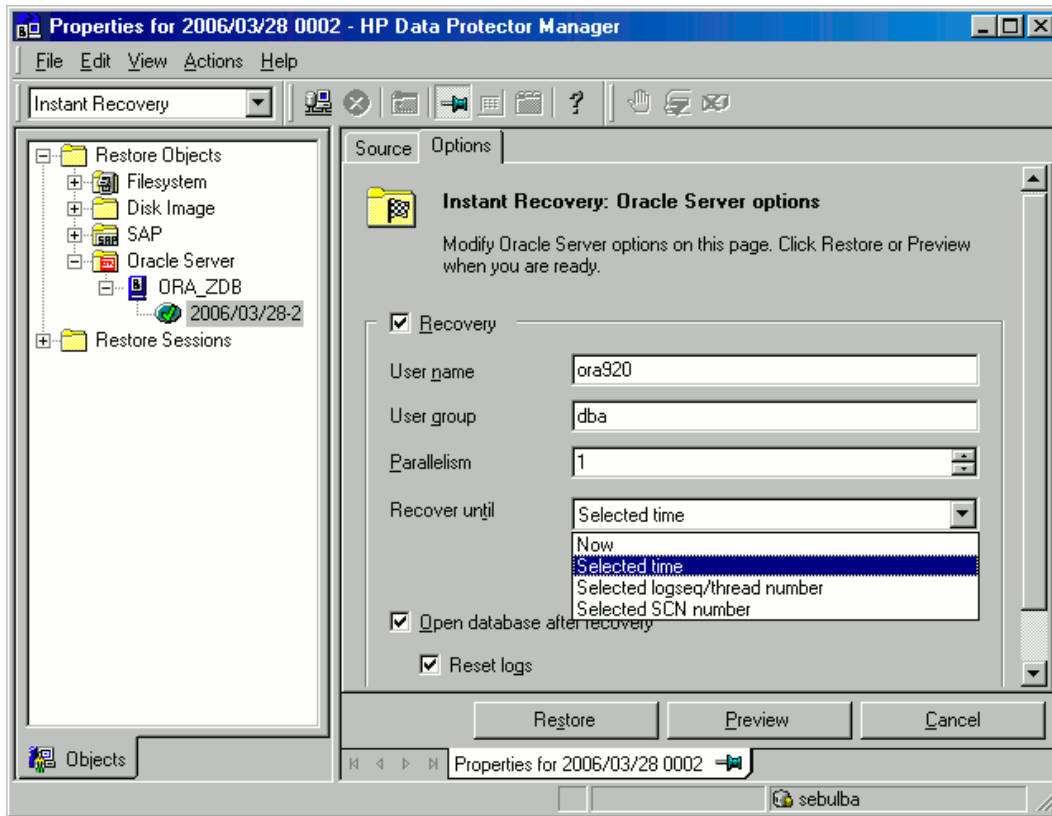 Properties for 2006/03/28 0002 - HP Data Protector Manager
File Edit View Actions Help
Instant Recovery
Restore Objects
Filesystem
Disk Image
SAP
Oracle Server
ORA_ZDB
2006/03/28-2
Restore Sessions
Objects
Source Options
Instant Recovery: Oracle Server options
Modify Oracle Server options on this page. Click Restore or Preview
when you are ready.
Recovery
User name ora920
User group dba
Parallelism 1
Recover until Selected time
Now
Selected time
Selected logseq/thread number
Selected SCN number
Open database after recovery
Reset logs
Restore Preview Cancel
Properties for 2006/03/28 0002
sebulba